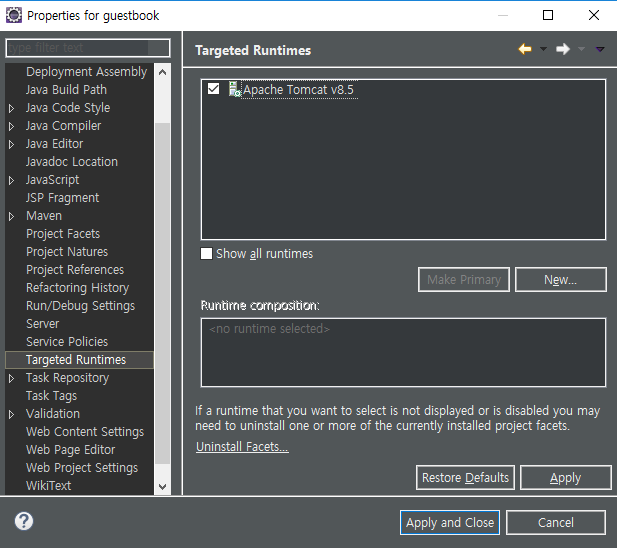 Properties for guestbook
type filter text
Targeted Runtimes
Deployment Assembly
Java Build Path
Java Code Style
Java Compiler
Java Editor
Javadoc Location
JavaScript
JSP Fragment
Maven
Project Facets
Project Natures
Project References
Refactoring History
Run/Debug Settings
Server
Service Policies
Targeted Runtimes
Task Repository
Task Tags
Validation
Web Content Settings
Web Page Editor
Web Project Settings
WikiText
Apache Tomcat v8.5
Show all runtimes
Make Primary
New...
Runtime composition:
<no runtime selected>
If a runtime that you want to select is not displayed or is disabled you may
need to uninstall one or more of the currently installed project facets.
Uninstall Facets...
Restore Defaults
Apply
Apply and Close
Cancel